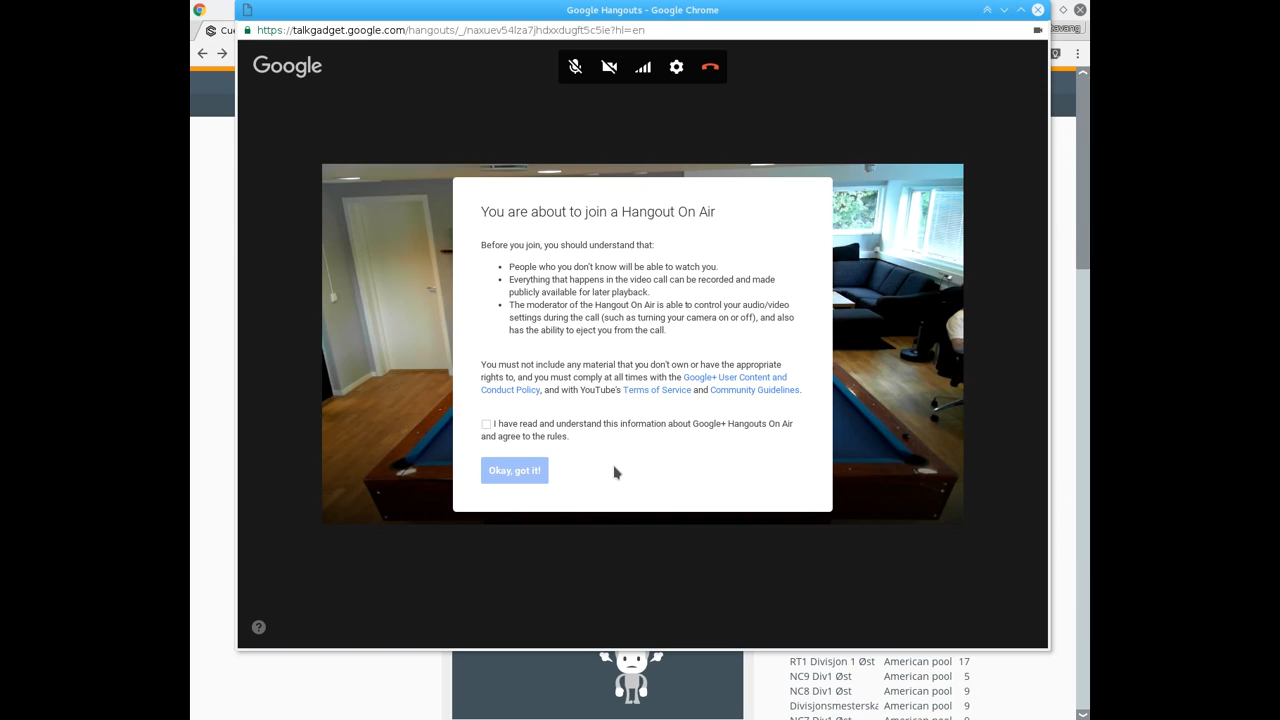 Google Hangouts - Google Chrome
Cue
https://talkgadget.google.com/hangouts/_/naxuev54lza7jhdxxdugft5c5ie?hl=en
Google
You are about to join a Hangout On Air
Before you join, you should understand that:
• People who you don't know will be able to watch you.
• Everything that happens in the video call can be recorded and made
publicly available for later playback.
• The moderator of the Hangout On Air is able to control your audio/video
settings during the call (such as turning your camera on or off), and also
has the ability to eject you from the call.
You must not include any material that you don't own or have the appropriate
rights to, and you must comply at all times with the Google+ User Content and
Conduct Policy, and with YouTube's Terms of Service and Community Guidelines.
I have read and understand this information about Google+ Hangouts On Air
and agree to the rules.
Okay, got it!
?
RT1 Divisjon 1 Øst American pool 17
NC9 Div1 Øst American pool 5
NC8 Div1 Øst American pool 9
Divisjonsmesterska American pool 9